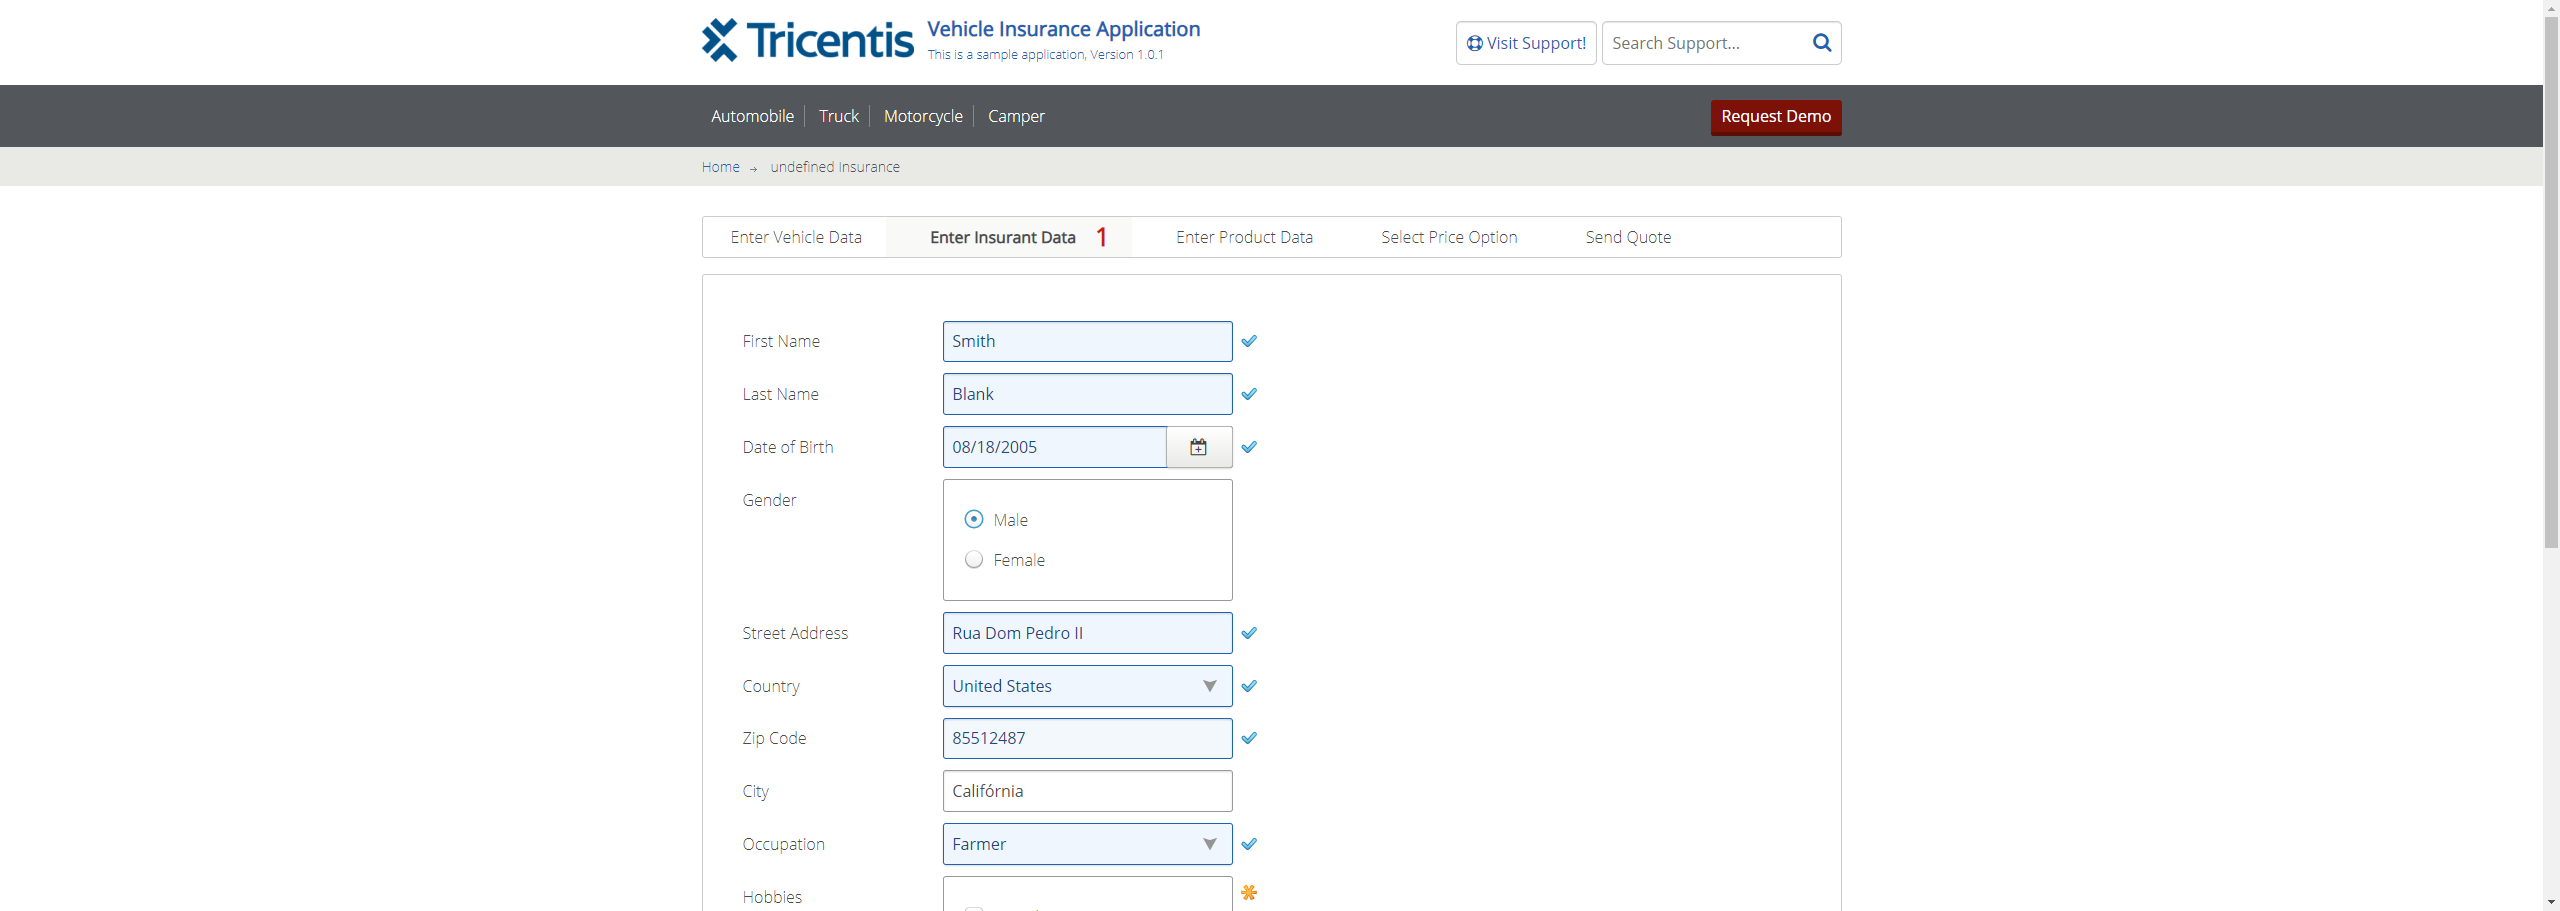 Tricentis
Vehicle Insurance Application
This is a sample application, Version 1.0.1
Visit Support!
Search Support...
Automobile
Truck
Motorcycle
Camper
Request Demo
Home
undefined Insurance
Enter Vehicle Data
Enter Insurant Data
1
Enter Product Data
Select Price Option
Send Quote
First Name
Smith
Last Name
Blank
Date of Birth
08/18/2005
Gender
Male
Female
Street Address
Rua Dom Pedro II
Country
United States
Zip Code
85512487
City
Califórnia
Occupation
Farmer
Hobbies